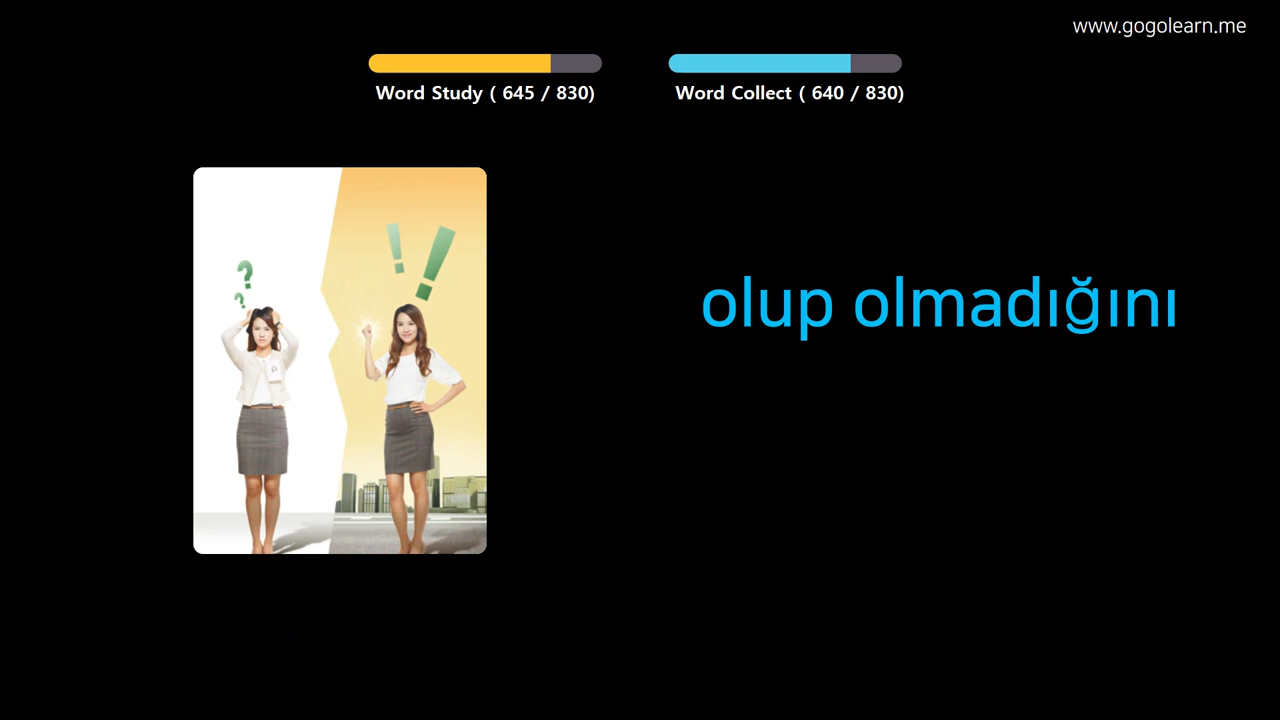 www.gogolearn.me
Word Study ( 645 / 830)
Word Collect ( 640 / 830)
? ?
! !
olup olmadığını